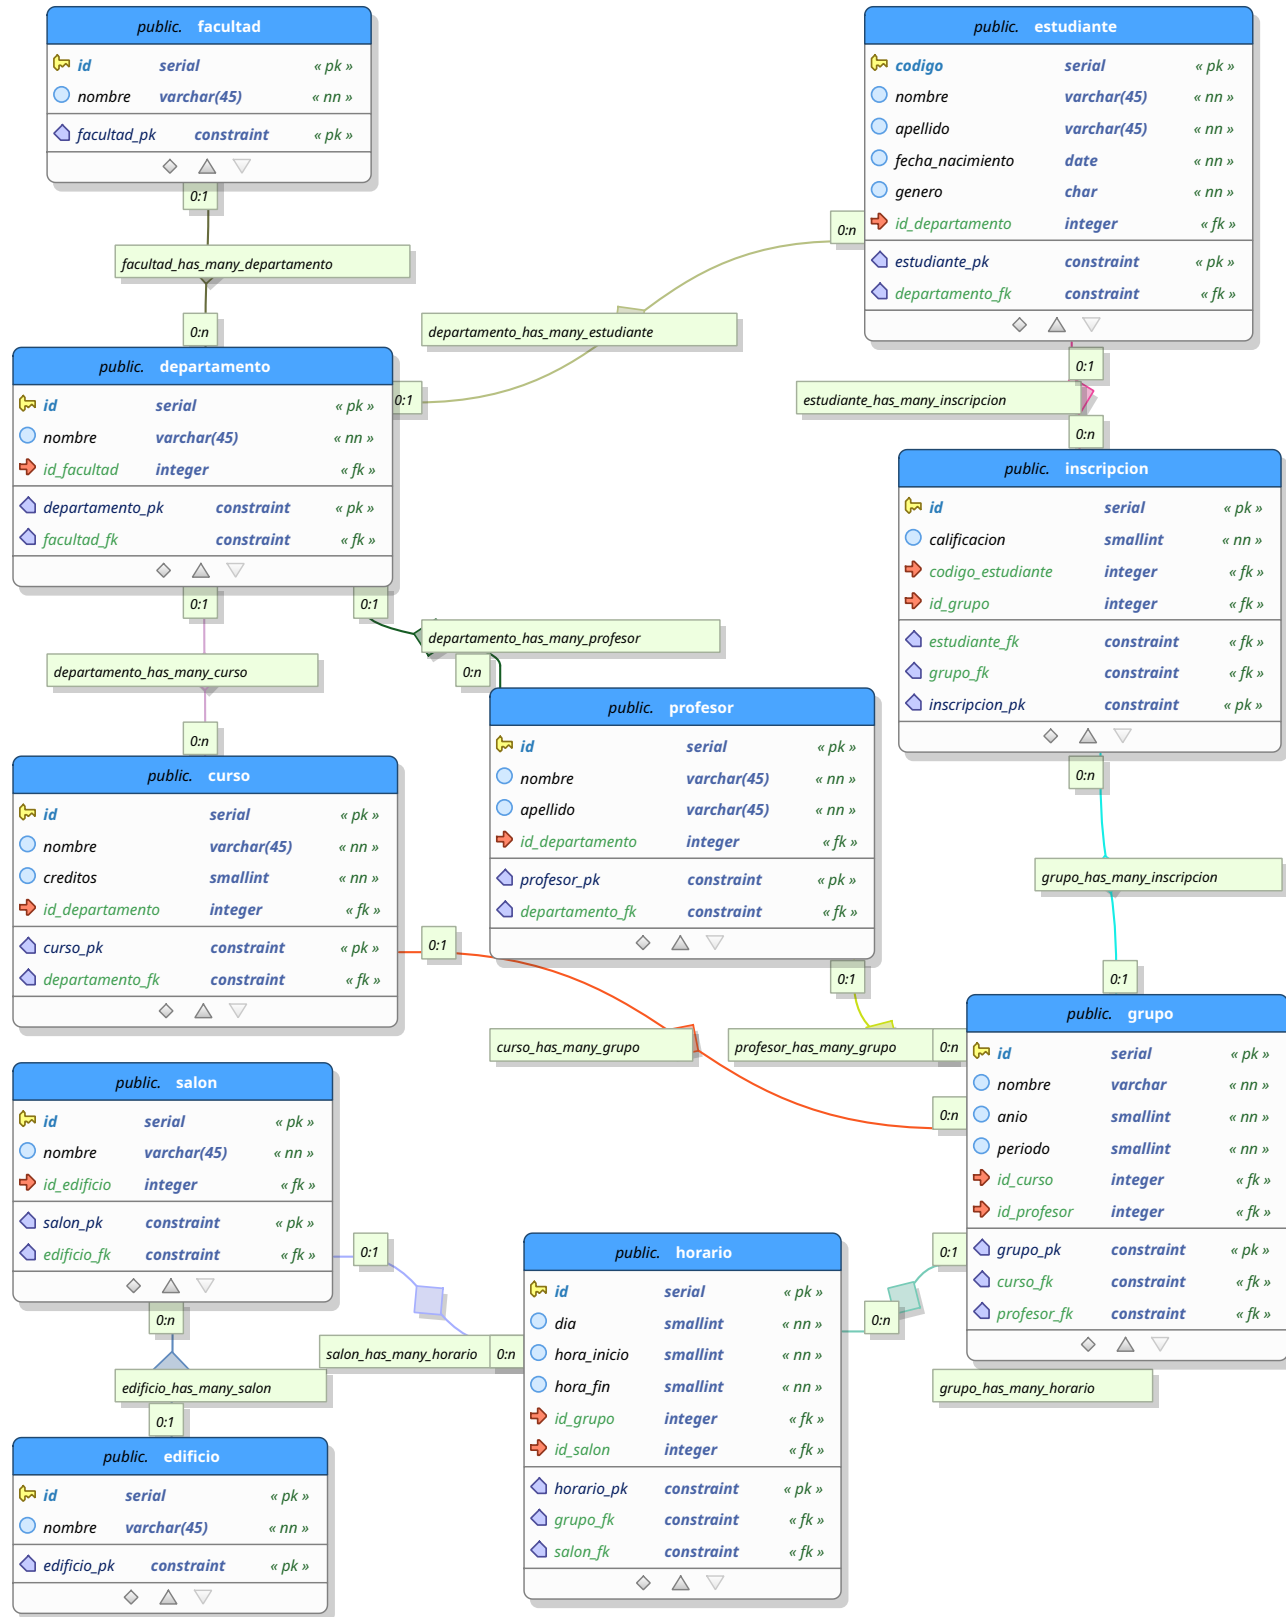 public. facultad
id serial « pk »
nombre varchar(45) « nn »
facultad_pk constraint « pk »
0:1
facultad_has_many_departamento
0:n
public. estudiante
codigo serial « pk »
nombre varchar(45) « nn »
apellido varchar(45) « nn »
fecha_nacimiento date « nn »
genero char « nn »
id_departamento integer « fk »
estudiante_pk constraint « pk »
departamento_fk constraint « fk »
0:n
departamento_has_many_estudiante
0:1
0:1
estudiante_has_many_inscripcion
0:n
public. departamento
id serial « pk »
nombre varchar(45) « nn »
id_facultad integer « fk »
departamento_pk constraint « pk »
facultad_fk constraint « fk »
0:1
departamento_has_many_curso
0:n
0:1
departamento_has_many_profesor
0:n
public. inscripcion
id serial « pk »
calificacion smallint « nn »
codigo_estudiante integer « fk »
id_grupo integer « fk »
estudiante_fk constraint « fk »
grupo_fk constraint « fk »
inscripcion_pk constraint « pk »
0:n
grupo_has_many_inscripcion
0:1
public. profesor
id serial « pk »
nombre varchar(45) « nn »
apellido varchar(45) « nn »
id_departamento integer « fk »
profesor_pk constraint « pk »
departamento_fk constraint « fk »
0:1
profesor_has_many_grupo
0:n
public. curso
id serial « pk »
nombre varchar(45) « nn »
creditos smallint « nn »
id_departamento integer « fk »
curso_pk constraint « pk »
departamento_fk constraint « fk »
0:1
curso_has_many_grupo
0:n
public. grupo
id serial « pk »
nombre varchar « nn »
anio smallint « nn »
periodo smallint « nn »
id_curso integer « fk »
id_profesor integer « fk »
grupo_pk constraint « pk »
curso_fk constraint « fk »
profesor_fk constraint « fk »
public. salon
id serial « pk »
nombre varchar(45) « nn »
id_edificio integer « fk »
salon_pk constraint « pk »
edificio_fk constraint « fk »
0:1
salon_has_many_horario
0:n
0:n
edificio_has_many_salon
0:1
public. horario
id serial « pk »
dia smallint « nn »
hora_inicio smallint « nn »
hora_fin smallint « nn »
id_grupo integer « fk »
id_salon integer « fk »
horario_pk constraint « pk »
grupo_fk constraint « fk »
salon_fk constraint « fk »
0:1
0:n
grupo_has_many_horario
public. edificio
id serial « pk »
nombre varchar(45) « nn »
edificio_pk constraint « pk »